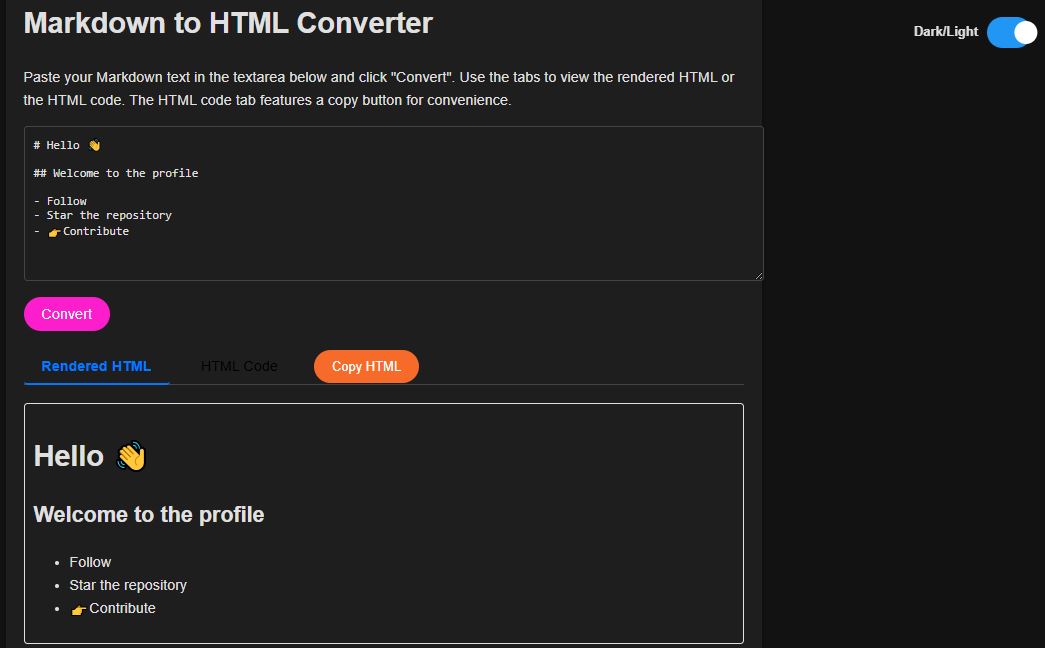 Markdown to HTML Converter
Dark/Light
Paste your Markdown text in the textarea below and click "Convert". Use the tabs to view the rendered HTML or
the HTML code. The HTML code tab features a copy button for convenience.
# Hello 👋
## Welcome to the profile
- Follow
- Star the repository
- 👉Contribute
Convert
Rendered HTML
HTML Code
Copy HTML
Hello 👋
Welcome to the profile
• Follow
• Star the repository
• 👉Contribute